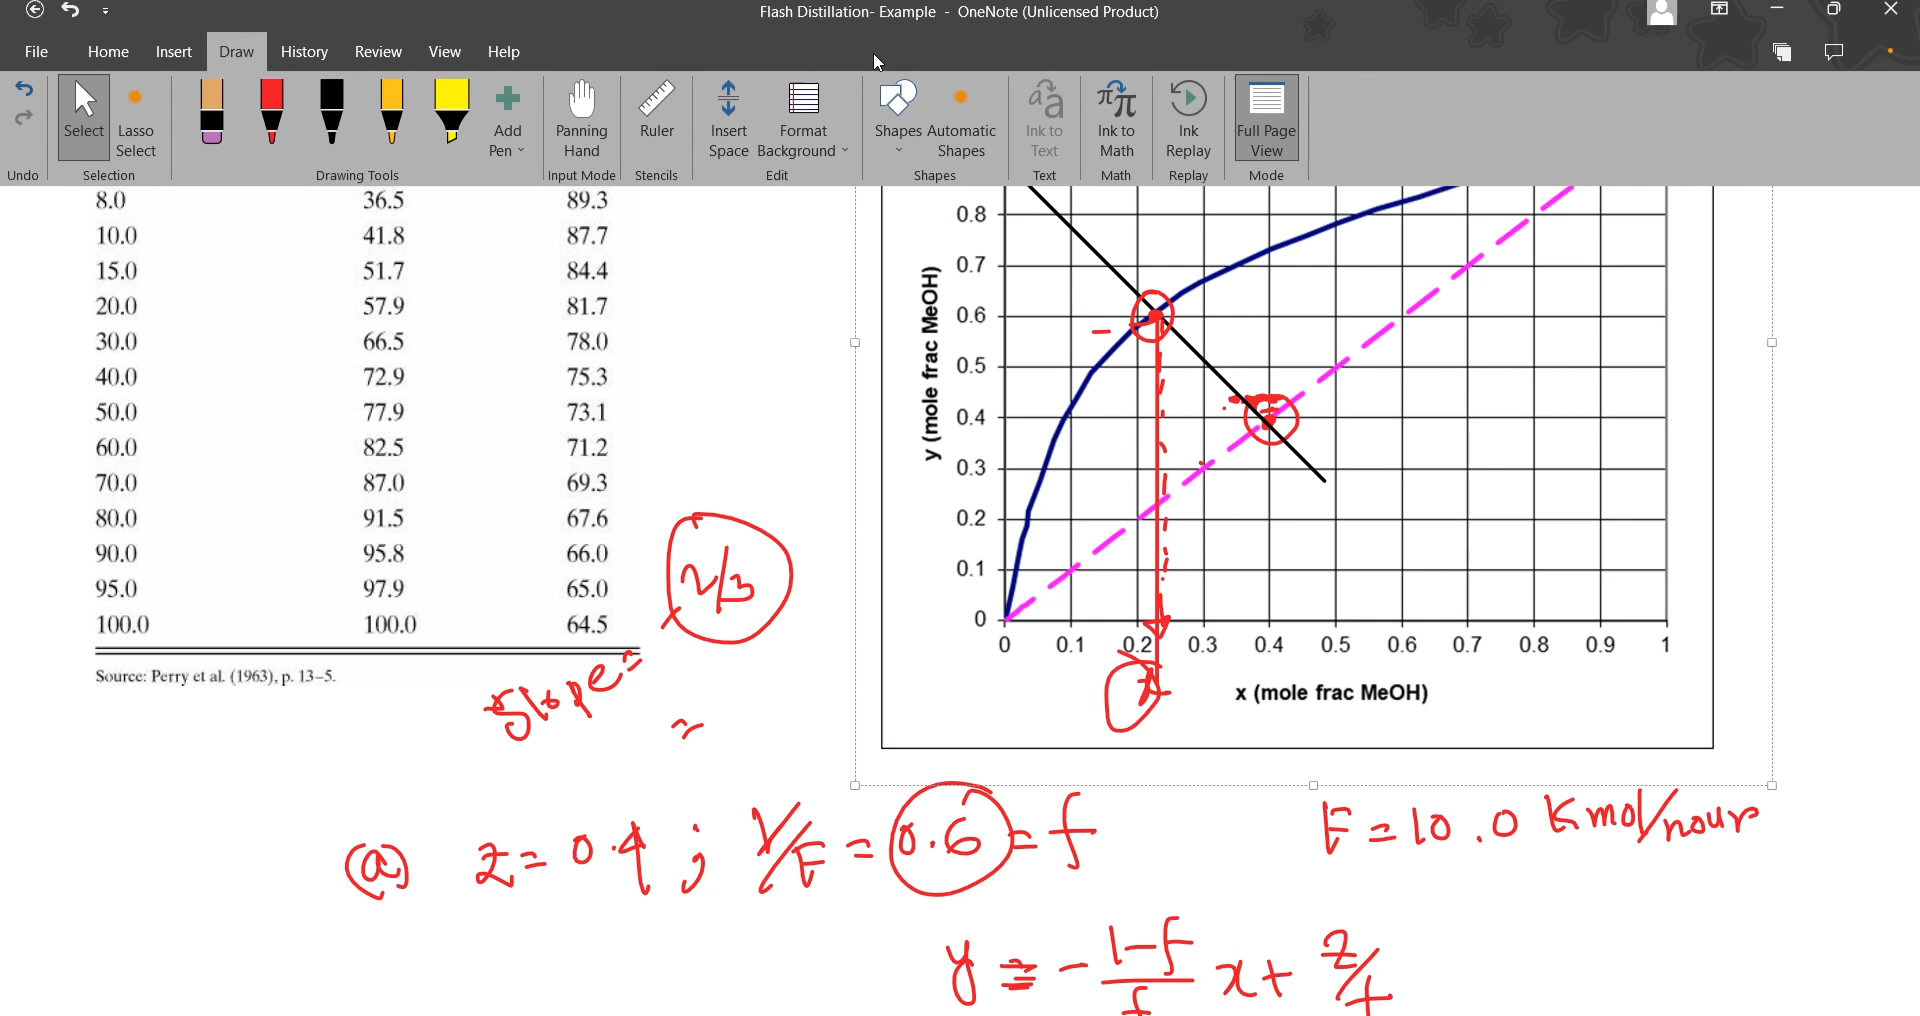 Flash Distillation- Example - OneNote (Unlicensed Product)
File Home Insert Draw History Review View Help
Select
Lasso Select
Add Pen
Panning Hand
Ruler
Insert Space
Format Background
Shapes
Automatic Shapes
Ink to Text
Ink to Math
Ink Replay
Full Page View
Undo Selection Drawing Tools Input Mode Stencils Edit Shapes Text Math Replay Mode
8.0 36.5 89.3
10.0 41.8 87.7
15.0 51.7 84.4
20.0 57.9 81.7
30.0 66.5 78.0
40.0 72.9 75.3
50.0 77.9 73.1
60.0 82.5 71.2
70.0 87.0 69.3
80.0 91.5 67.6
90.0 95.8 66.0
95.0 97.9 65.0
100.0 100.0 64.5
Source: Perry et al. (1963), p. 13–5.
2/3
Slope =
y (mole frac MeOH)
0.8
0.7
0.6
0.5
0.4
0.3
0.2
0.1
0
0 0.1 0.2 0.3 0.4 0.5 0.6 0.7 0.8 0.9 1
x (mole frac MeOH)
x
(a) z = 0.4 ; V/F = 0.6 = f
F = 10.0 Kmol/hour
y = - 1-f/f x + z/f